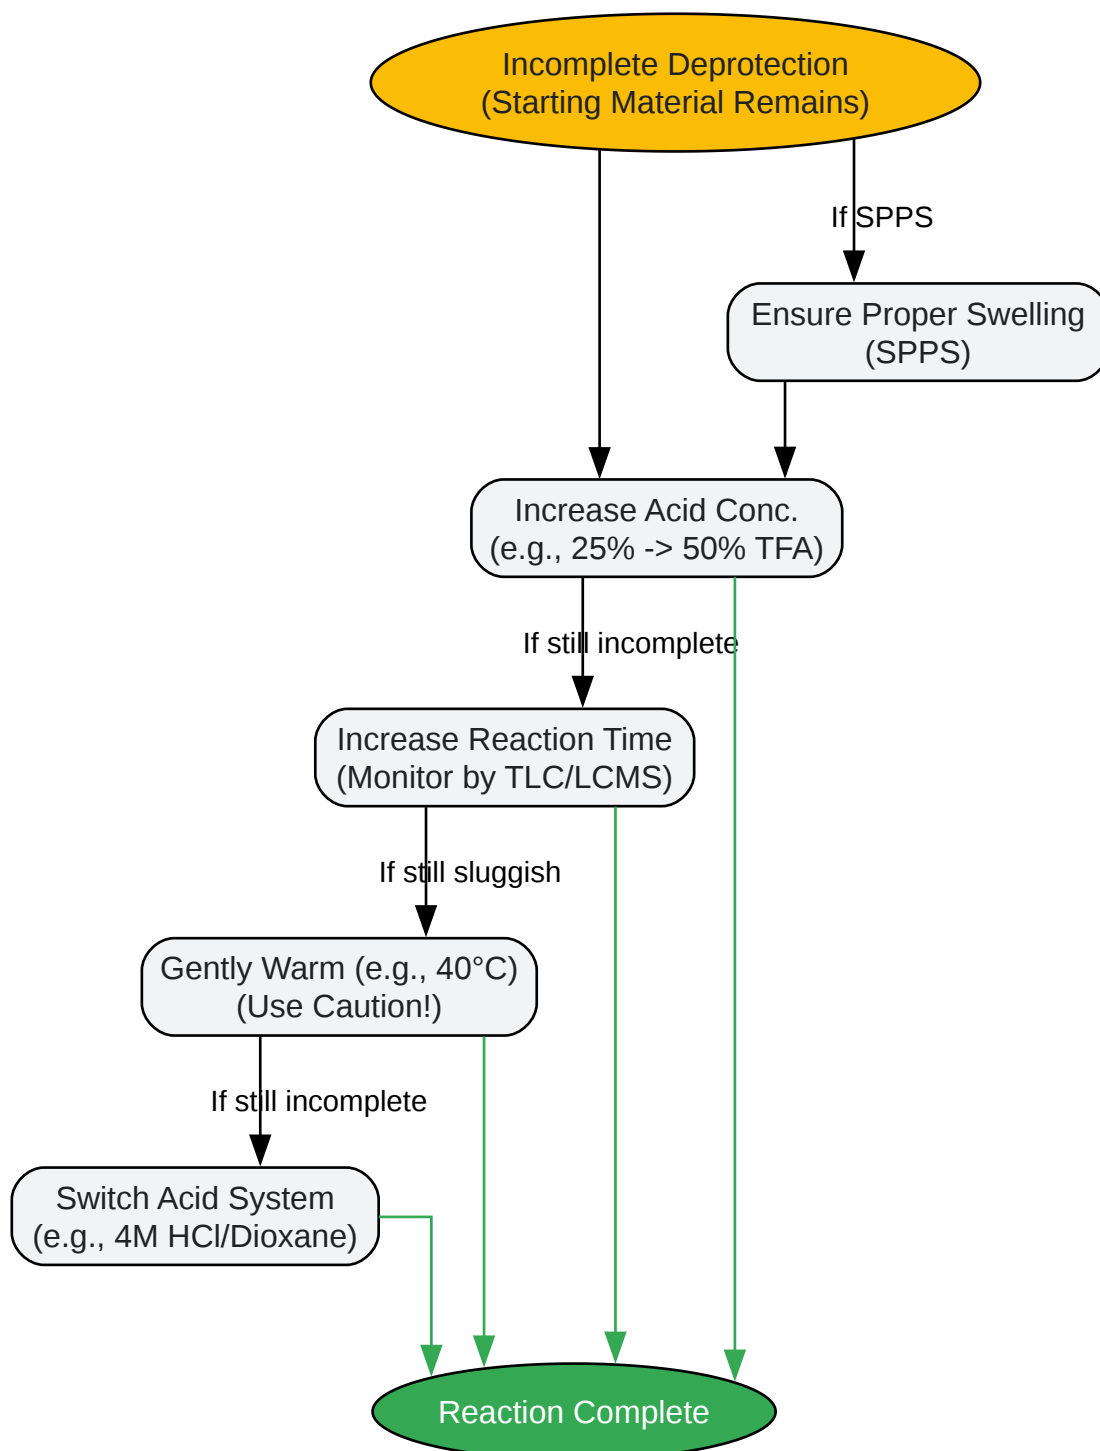 Incomplete Deprotection
(Starting Material Remains)
If SPPS
Ensure Proper Swelling
(SPPS)
Increase Acid Conc.
(e.g., 25% -> 50% TFA)
If still incomplete
Increase Reaction Time
(Monitor by TLC/LCMS)
If still sluggish
Gently Warm (e.g., 40°C)
(Use Caution!)
If still incomplete
Switch Acid System
(e.g., 4M HCl/Dioxane)
Reaction Complete